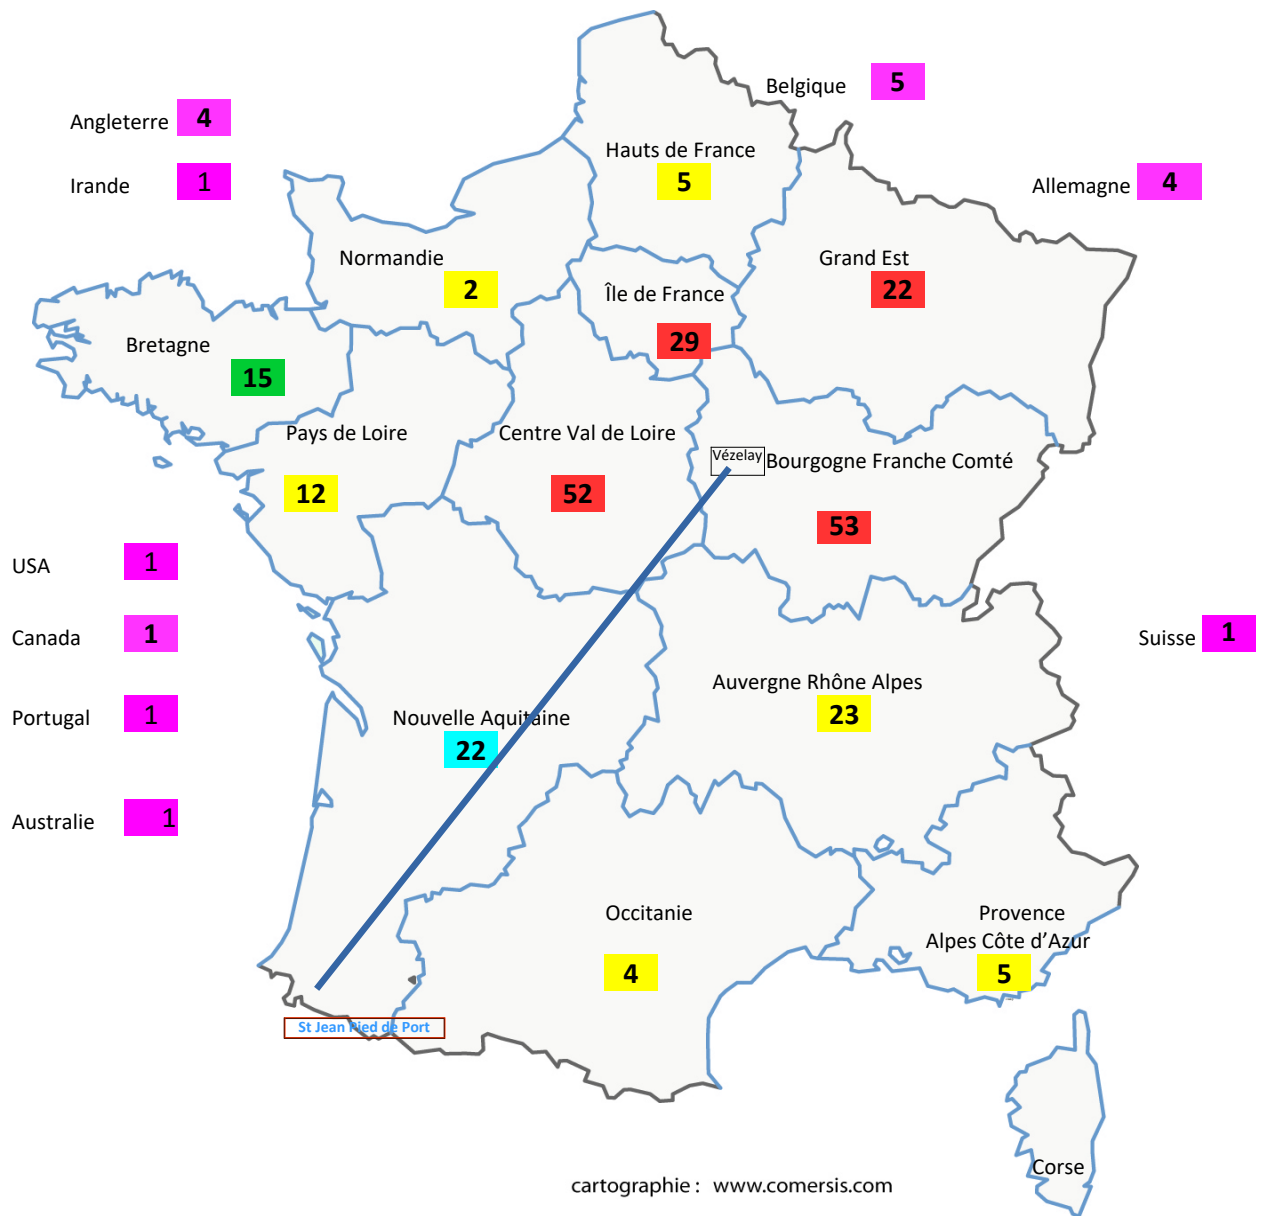 Belgique 5
Angleterre 4
Hauts de France
5
Irande 1
Allemagne 4
Normandie
2
Grand Est
22
Île de France
29
Bretagne
15
Pays de Loire
12
Centre Val de Loire
52
Vézelay
Bourgogne Franche Comté
53
USA 1
Canada 1
Suisse 1
Portugal 1
Auvergne Rhône Alpes
23
Nouvelle Aquitaine
22
Australie 1
Occitanie
4
Provence
Alpes Côte d’Azur
5
St Jean Pied de Port
Corse
cartographie : www.comersis.com